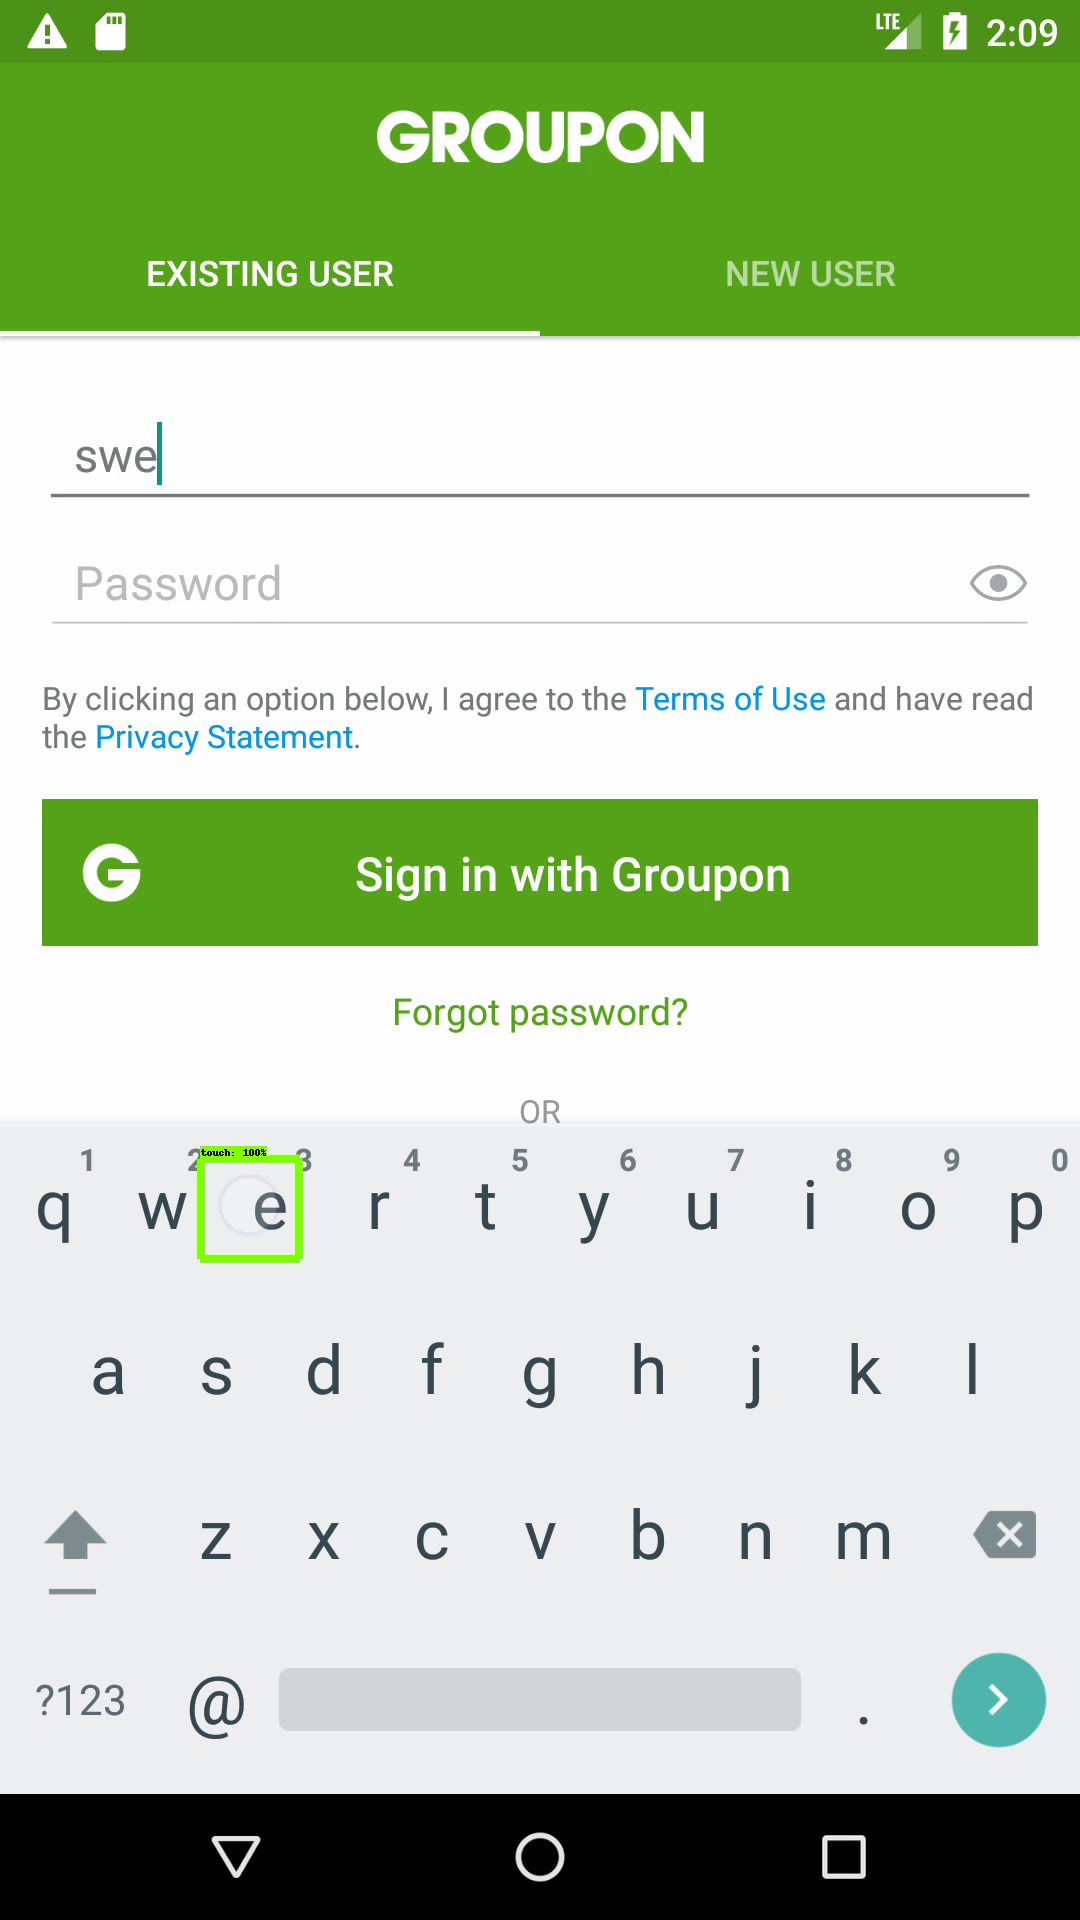 LTE 2:09
GROUPON
EXISTING USER NEW USER
swe
Password
By clicking an option below, I agree to the Terms of Use and have read
the Privacy Statement.
G Sign in with Groupon
Forgot password?
OR
touch: 100%
1 2 3 4 5 6 7 8 9 0
q w e r t y u i o p
a s d f g h j k l
z x c v b n m
?123 @ .